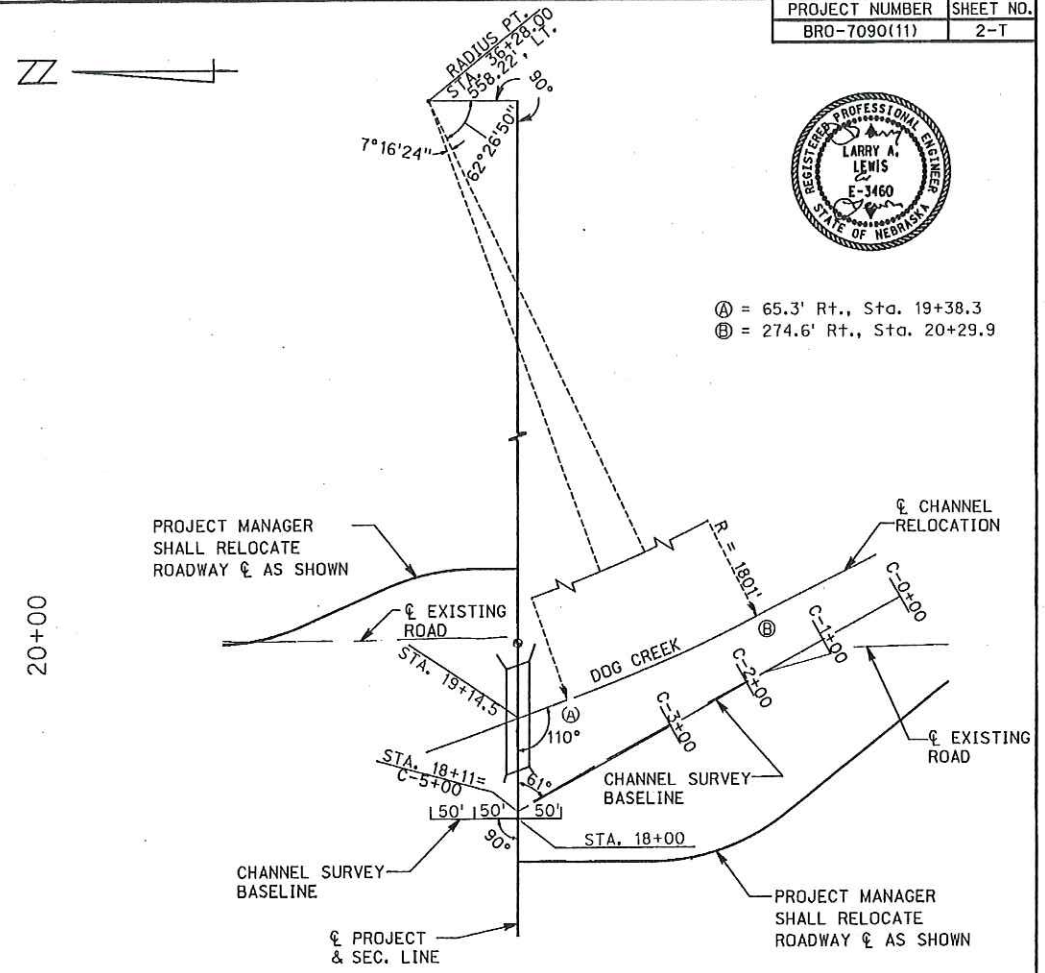 PROJECT NUMBER
SHEET NO.
BRO-7090(11)
2-T
ZZ
RADIUS PT.
STA. 36+28.00
558.22', LT.
90°
7°16'24"
62°26'50"
REGISTERED PROFESSIONAL ENGINEER
LARRY A.
LEWIS
E-3460
STATE OF NEBRASKA
Ⓐ = 65.3' Rt., Sta. 19+38.3
Ⓑ = 274.6' Rt., Sta. 20+29.9
PROJECT MANAGER
SHALL RELOCATE
ROADWAY ℄ AS SHOWN
℄ CHANNEL
RELOCATION
R = 1801'
20+00
℄ EXISTING
ROAD
STA. 19+14.5
DOG CREEK
Ⓐ
Ⓑ
C-0+00
C-1+00
C-2+00
C-3+00
110°
℄ EXISTING
ROAD
STA. 18+11=
C-5+00
61°
CHANNEL SURVEY
BASELINE
50' 50' 50'
90°
STA. 18+00
CHANNEL SURVEY
BASELINE
PROJECT MANAGER
SHALL RELOCATE
ROADWAY ℄ AS SHOWN
℄ PROJECT
& SEC. LINE